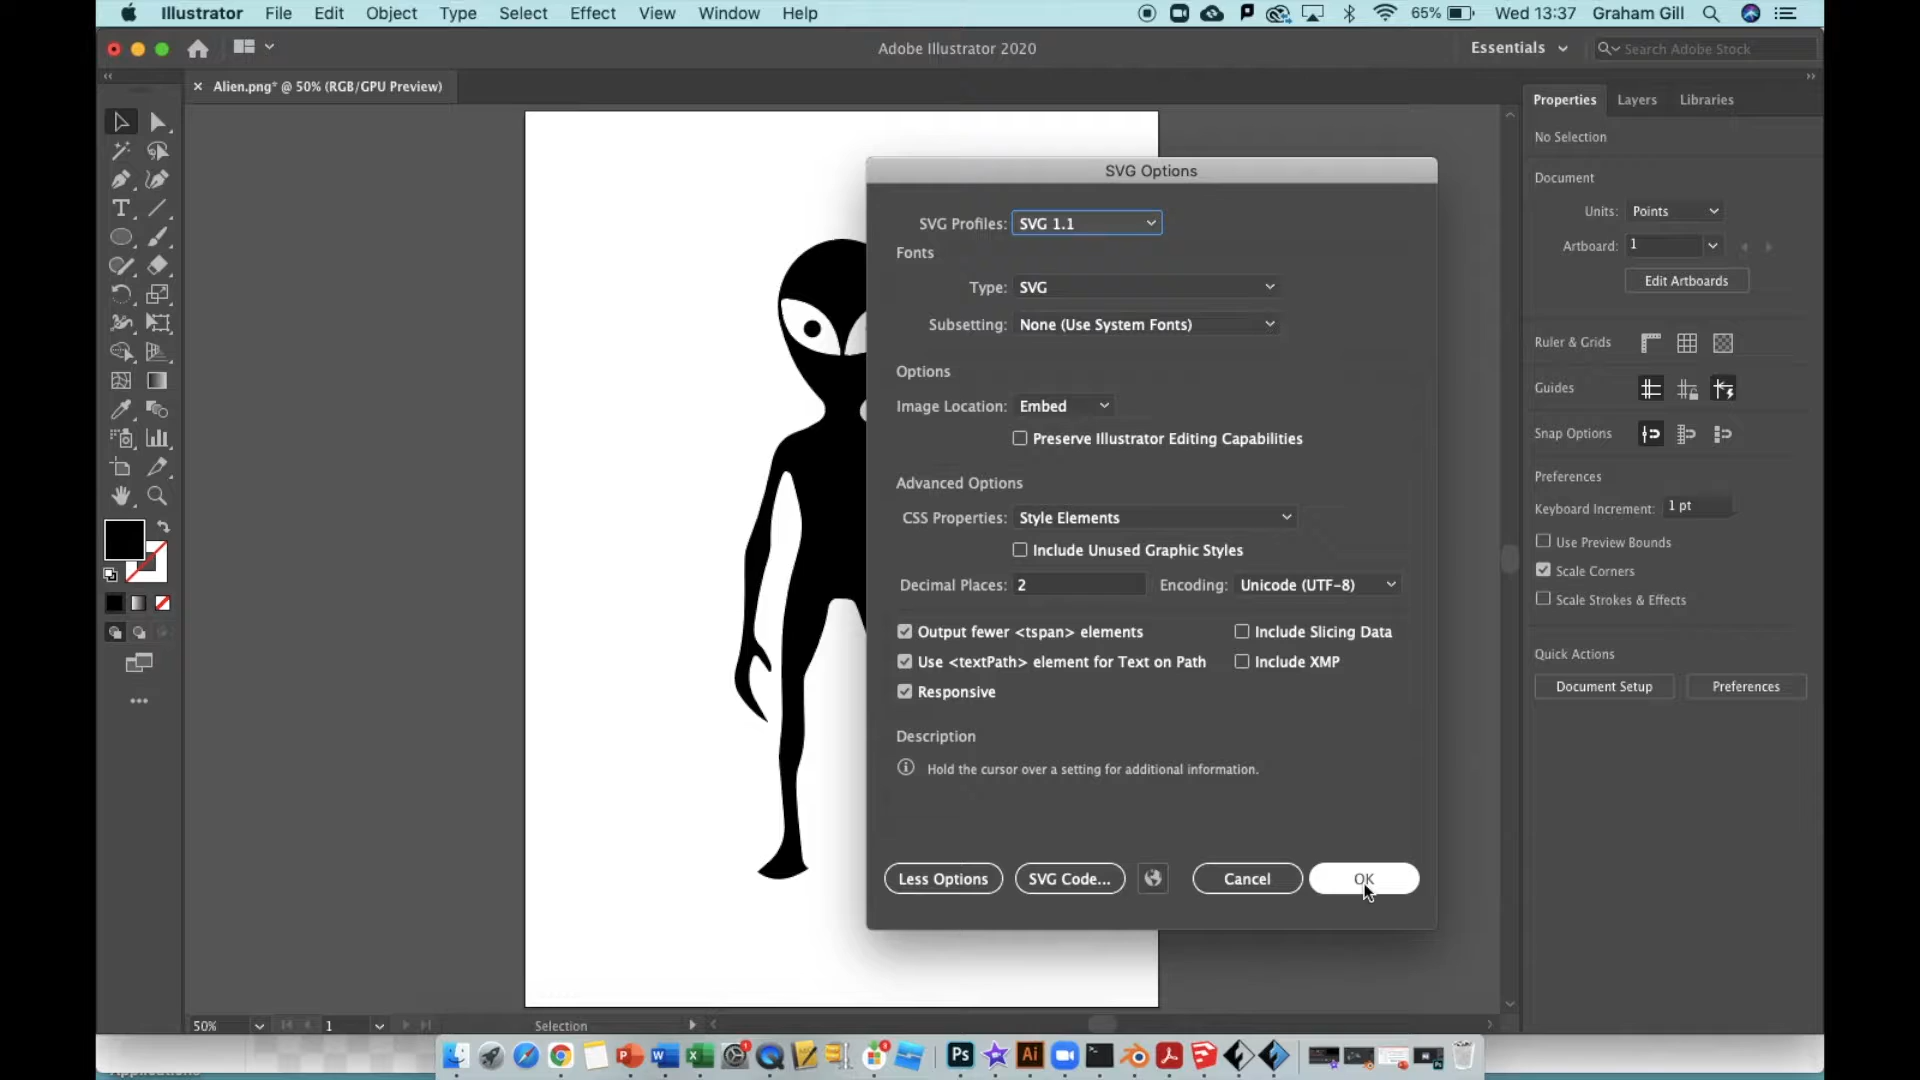 Illustrator File Edit Object Type Select Effect View Window Help 65% Wed 13:37 Graham Gill
Adobe Illustrator 2020 Essentials Search Adobe Stock
Alien.png* @ 50% (RGB/GPU Preview)
Properties Layers Libraries
No Selection
Document
Units: Points
Artboard: 1
Edit Artboards
Ruler & Grids
Guides
Snap Options
Preferences
Keyboard Increment: 1 pt
Use Preview Bounds
Scale Corners
Scale Strokes & Effects
Quick Actions
Document Setup Preferences
SVG Options
SVG Profiles: SVG 1.1
Fonts
Type: SVG
Subsetting: None (Use System Fonts)
Options
Image Location: Embed
Preserve Illustrator Editing Capabilities
Advanced Options
CSS Properties: Style Elements
Include Unused Graphic Styles
Decimal Places: 2 Encoding: Unicode (UTF-8)
Output fewer <tspan> elements Include Slicing Data
Use <textPath> element for Text on Path Include XMP
Responsive
Description
Hold the cursor over a setting for additional information.
Less Options SVG Code... Cancel OK
50% 1 Selection
Ps Ai